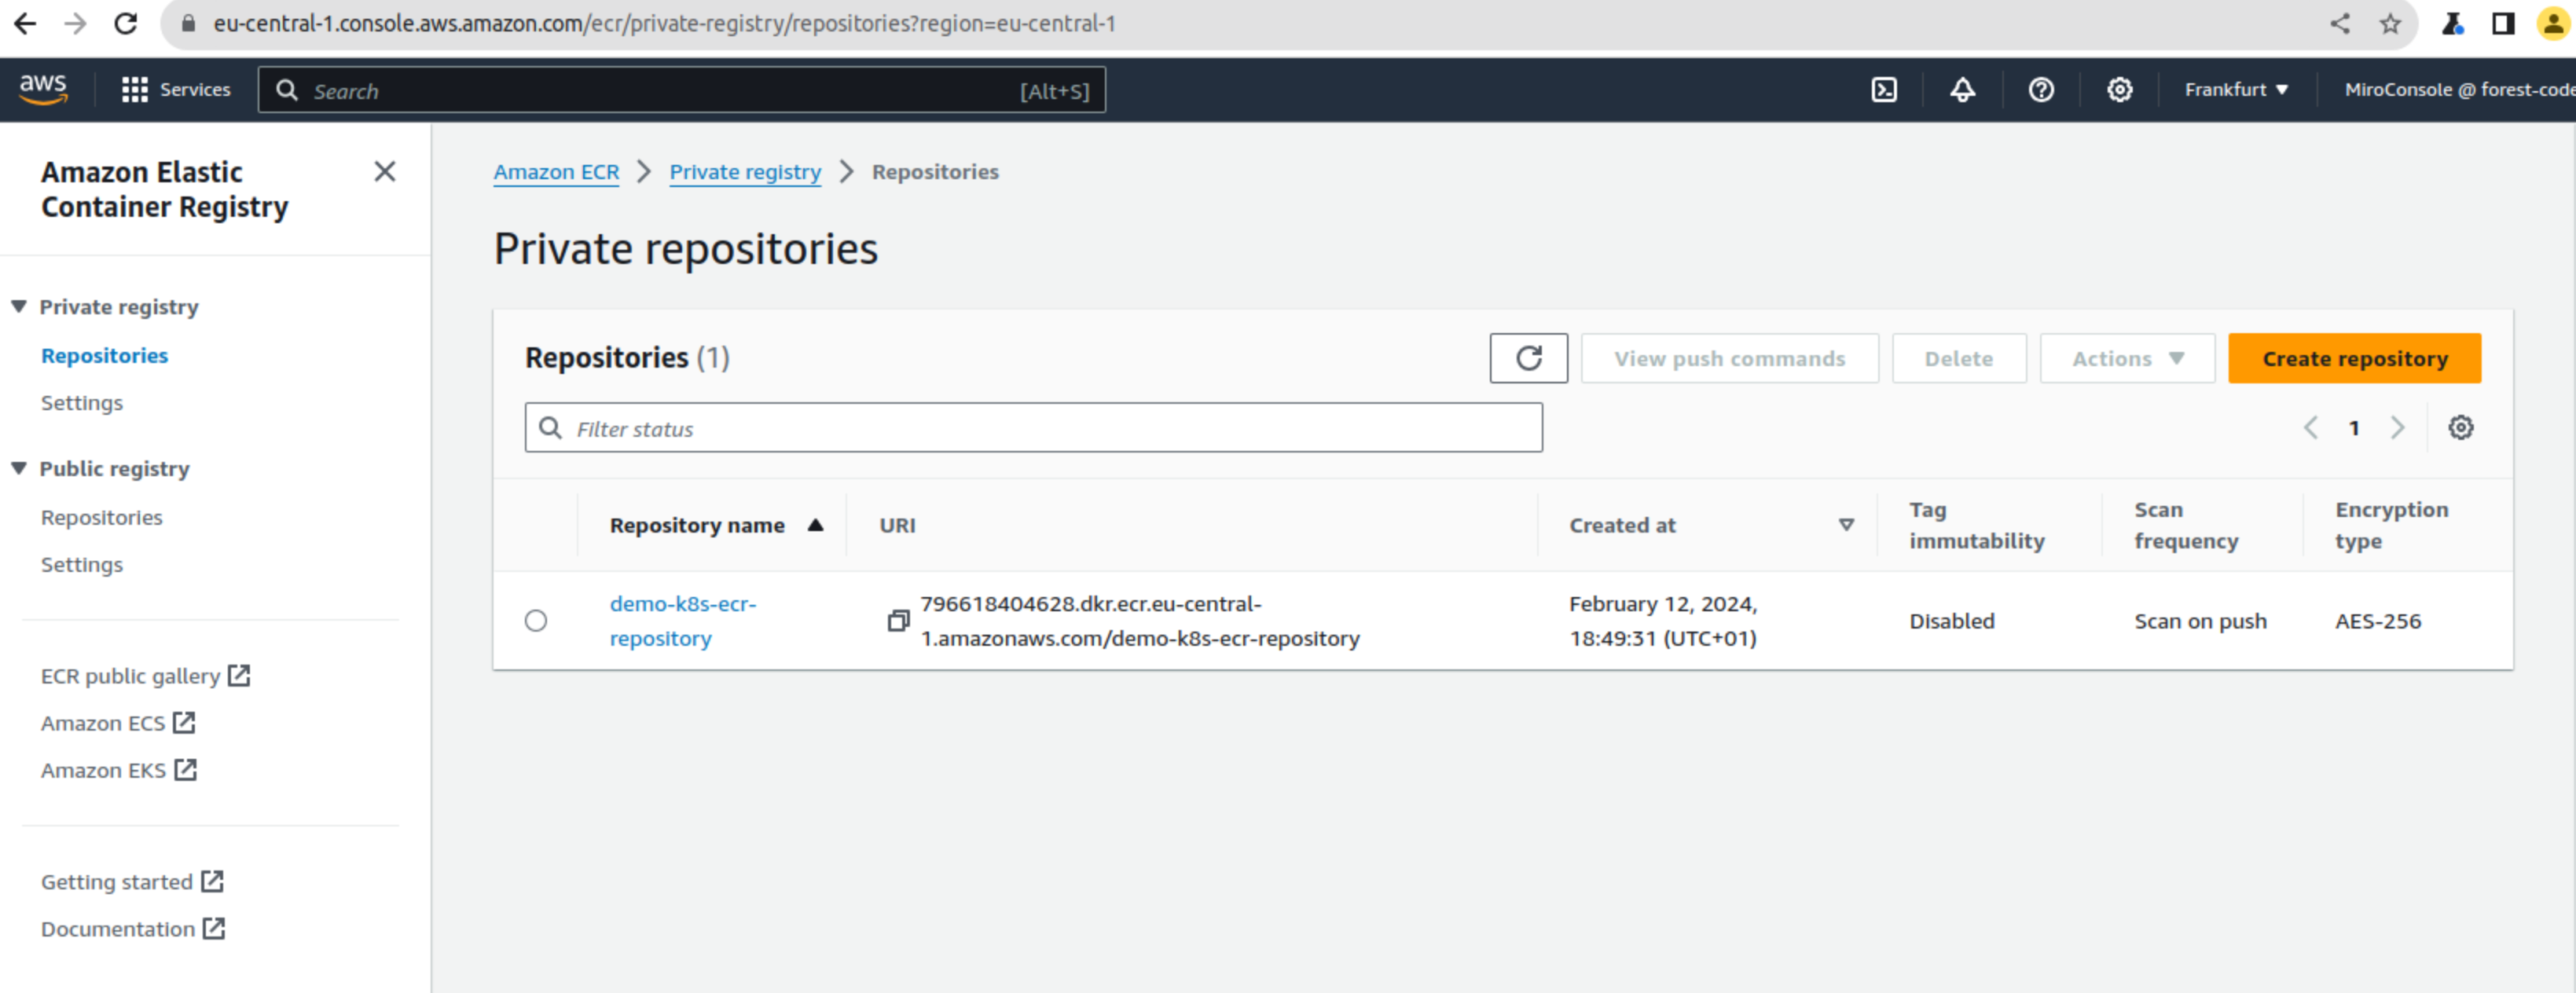 eu-central-1.console.aws.amazon.com/ecr/private-registry/repositories?region=eu-central-1
aws
Services
Search
[Alt+S]
Frankfurt
MiroConsole @ forest-code
Amazon Elastic
Container Registry
Private registry
Repositories
Settings
Public registry
Repositories
Settings
ECR public gallery
Amazon ECS
Amazon EKS
Getting started
Documentation
Amazon ECR
Private registry
Repositories
Private repositories
Repositories (1)
View push commands
Delete
Actions
Create repository
Filter status
1
Repository name
URI
Created at
Tag
immutability
Scan
frequency
Encryption
type
demo-k8s-ecr-
repository
796618404628.dkr.ecr.eu-central-
1.amazonaws.com/demo-k8s-ecr-repository
February 12, 2024,
18:49:31 (UTC+01)
Disabled
Scan on push
AES-256